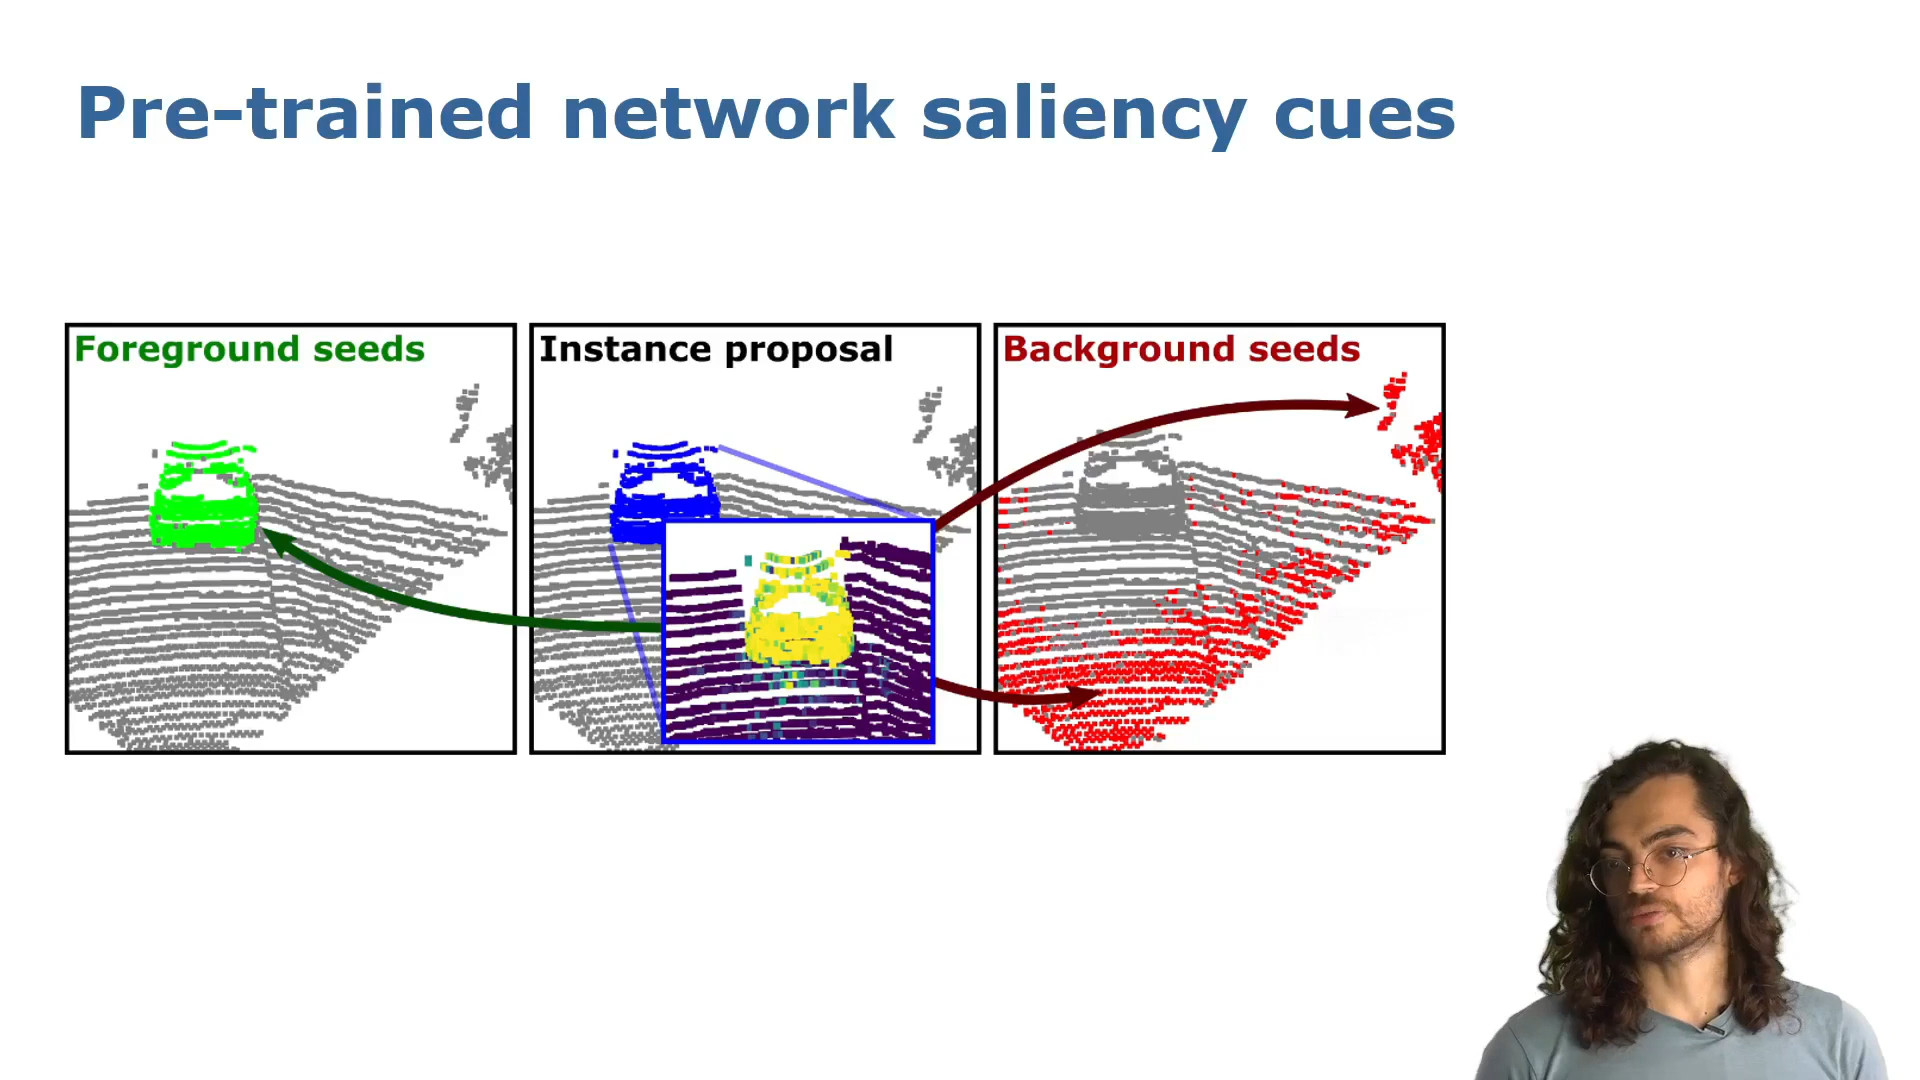 Pre-trained network saliency cues
Foreground seeds
Instance proposal
Background seeds